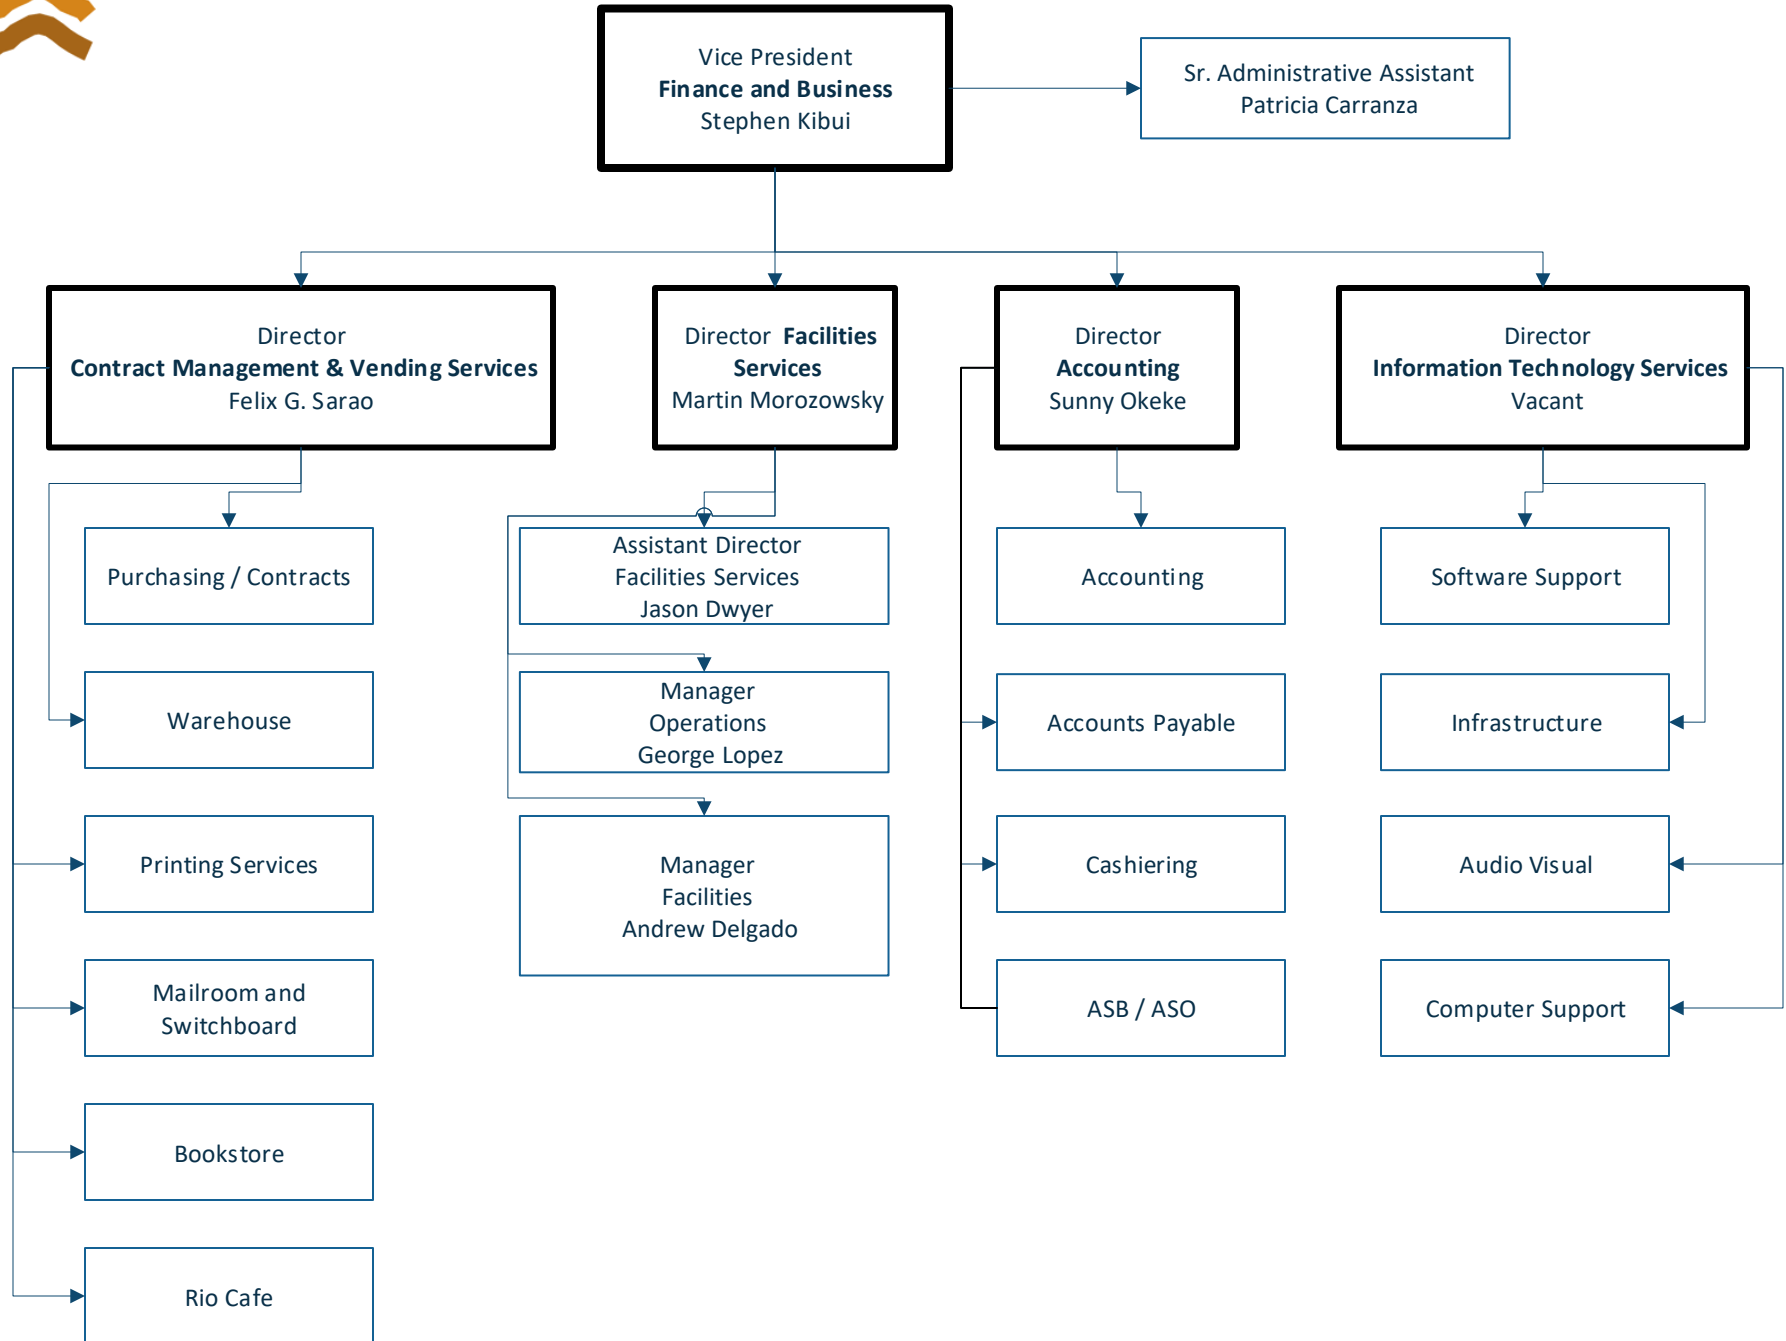 Vice President
Finance and Business
Stephen Kibui
Sr. Administrative Assistant
Patricia Carranza
Director
Contract Management & Vending Services
Felix G. Sarao
Director Facilities
Services
Martin Morozowsky
Director
Accounting
Sunny Okeke
Director
Information Technology Services
Vacant
Purchasing / Contracts
Warehouse
Printing Services
Mailroom and
Switchboard
Bookstore
Rio Cafe
Assistant Director
Facilities Services
Jason Dwyer
Manager
Operations
George Lopez
Manager
Facilities
Andrew Delgado
Accounting
Accounts Payable
Cashiering
ASB / ASO
Software Support
Infrastructure
Audio Visual
Computer Support